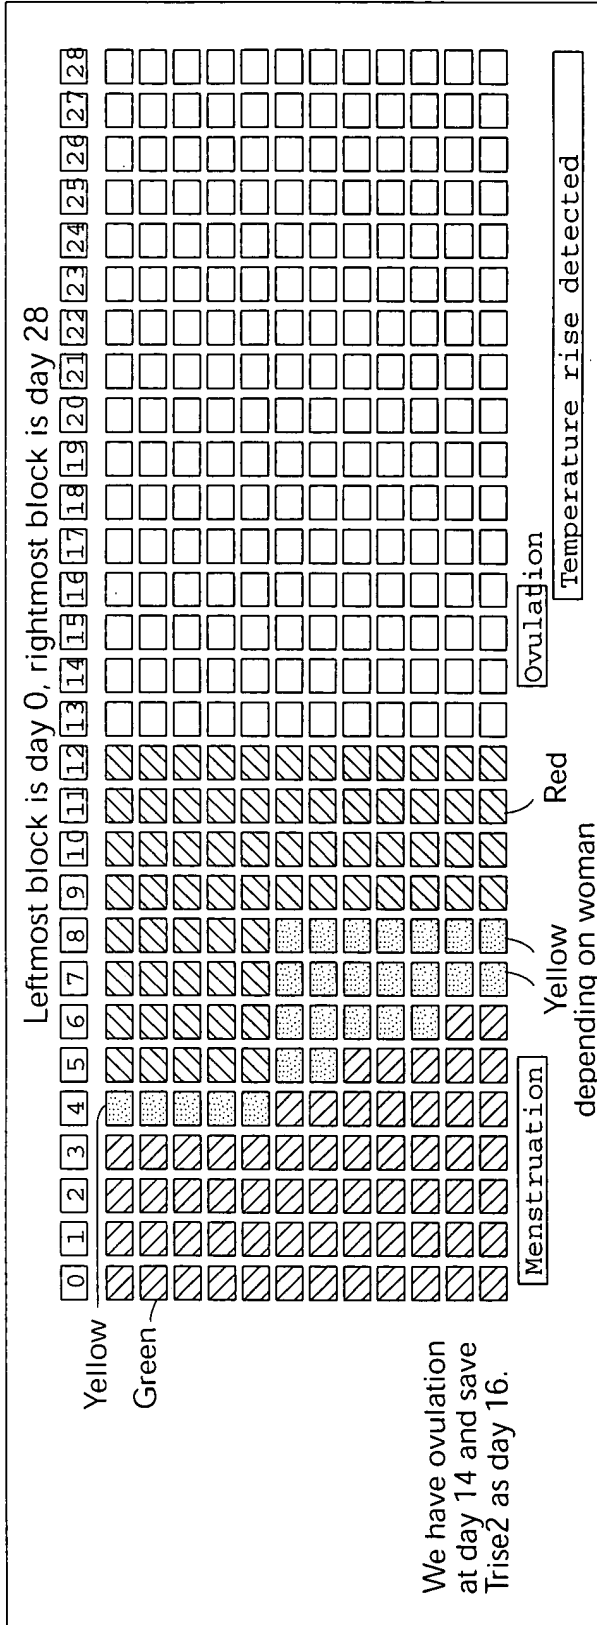 Leftmost block is day 0, rightmost block is day 28
0 1 2 3 4 5 6 7 8 9 10 11 12 13 14 15 16 17 18 19 20 21 22 23 24 25 26 27 28
Yellow
Green
Menstruation
Yellow
depending on woman
Red
Ovulation
Temperature rise detected
We have ovulation
at day 14 and save
Trise2 as day 16.